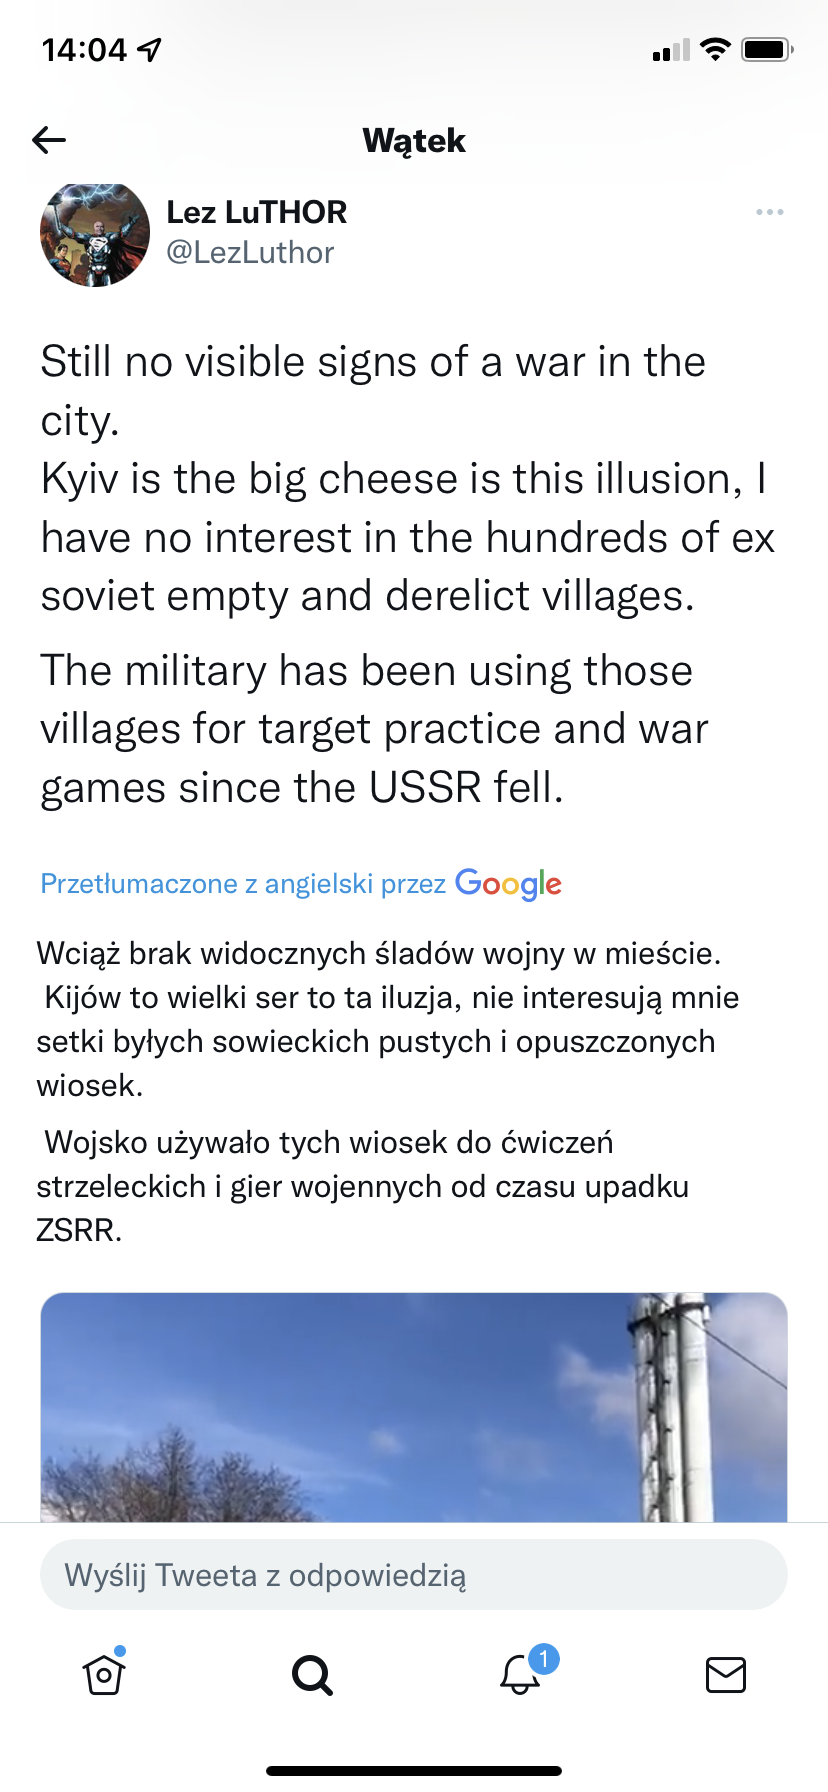 14:04
Wątek
Lez LuTHOR
@LezLuthor
Still no visible signs of a war in the
city.
Kyiv is the big cheese is this illusion, I
have no interest in the hundreds of ex
soviet empty and derelict villages.
The military has been using those
villages for target practice and war
games since the USSR fell.
Przetłumaczone z angielski przez Google
Wciąż brak widocznych śladów wojny w mieście.
Kijów to wielki ser to ta iluzja, nie interesują mnie
setki byłych sowieckich pustych i opuszczonych
wiosek.
Wojsko używało tych wiosek do ćwiczeń
strzeleckich i gier wojennych od czasu upadku
ZSRR.
Wyślij Tweeta z odpowiedzią
1